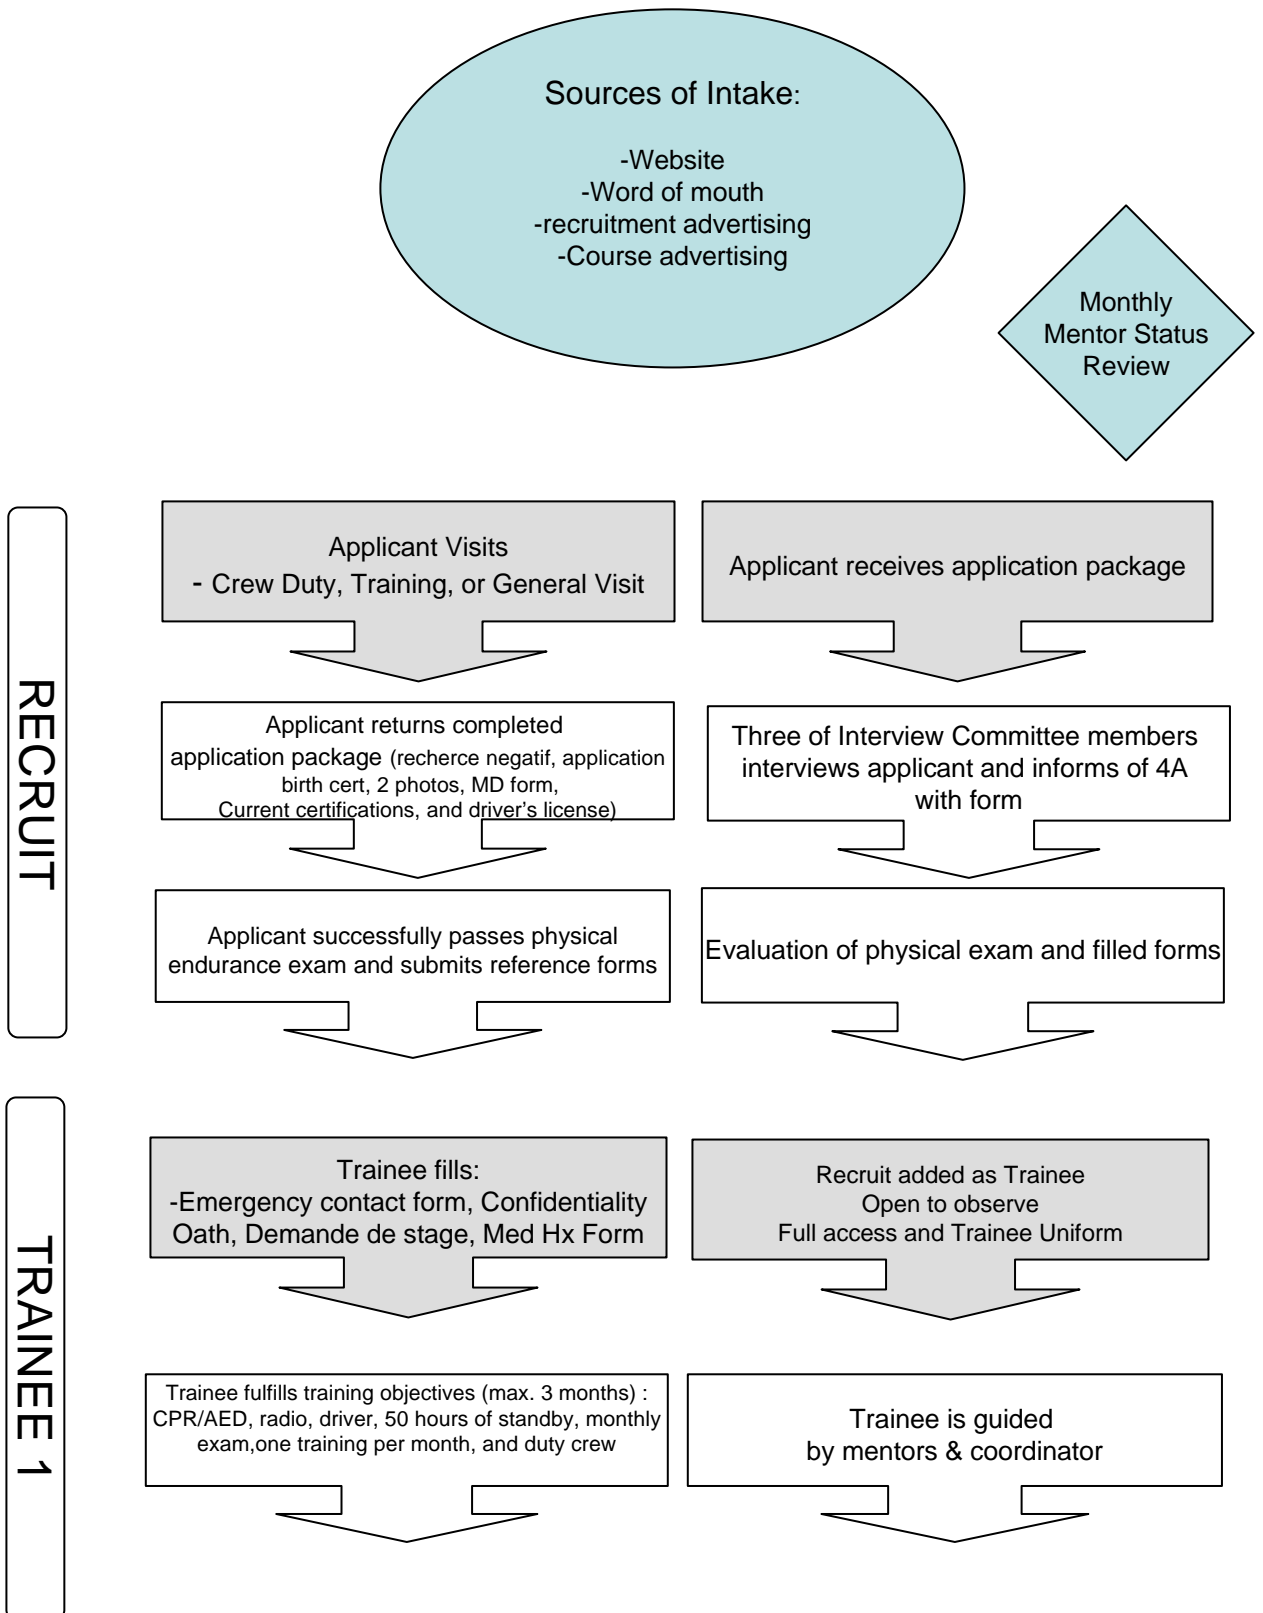 Sources of Intake:
-Website
-Word of mouth
-recruitment advertising
-Course advertising
Monthly
Mentor Status
Review
RECRUIT
Applicant Visits
- Crew Duty, Training, or General Visit
Applicant receives application package
Applicant returns completed
application package (recherce negatif, application
birth cert, 2 photos, MD form,
Current certifications, and driver's license)
Three of Interview Committee members
interviews applicant and informs of 4A
with form
Applicant successfully passes physical
endurance exam and submits reference forms
Evaluation of physical exam and filled forms
TRAINEE 1
Trainee fills:
-Emergency contact form, Confidentiality
Oath, Demande de stage, Med Hx Form
Recruit added as Trainee
Open to observe
Full access and Trainee Uniform
Trainee fulfills training objectives (max. 3 months) :
CPR/AED, radio, driver, 50 hours of standby, monthly
exam,one training per month, and duty crew
Trainee is guided
by mentors & coordinator